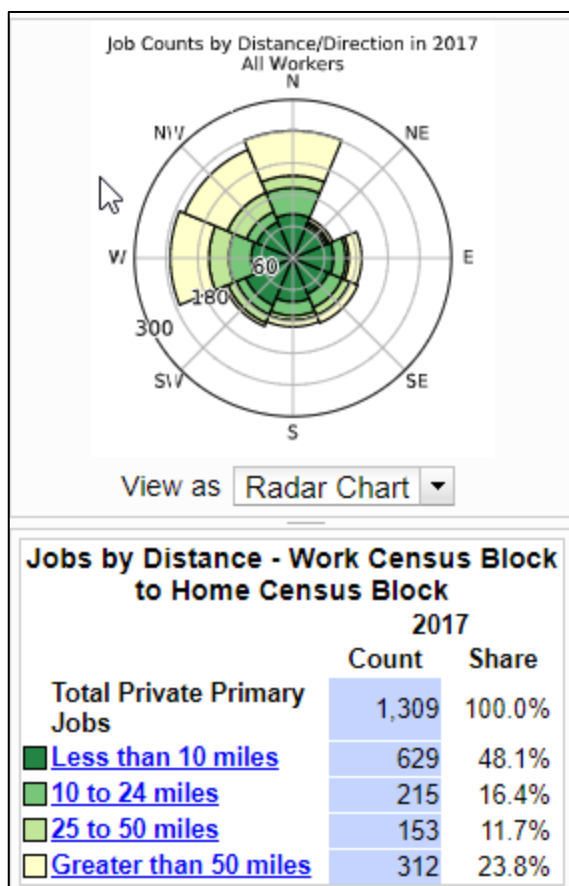 Job Counts by Distance/Direction in 2017
All Workers
N
NW
NE
W
60
E
180
300
SW
SE
S
View as Radar Chart
Jobs by Distance - Work Census Block
to Home Census Block
2017
Count Share
Total Private Primary
Jobs 1,309 100.0%
Less than 10 miles 629 48.1%
10 to 24 miles 215 16.4%
25 to 50 miles 153 11.7%
Greater than 50 miles 312 23.8%